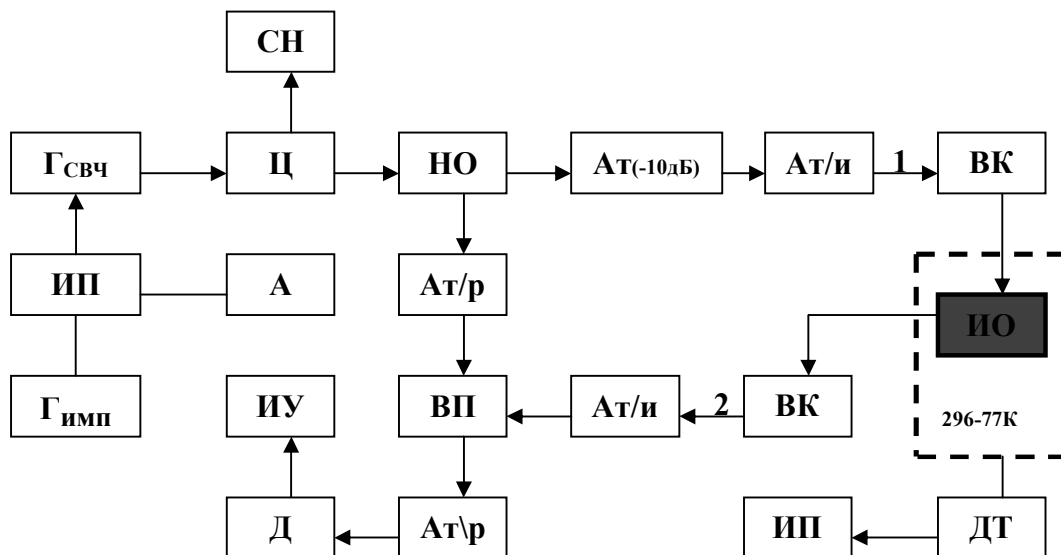 СН
ГСВЧ Ц НО Ат(-10дБ) Ат/и 1 ВК
ИП А Ат/р
ИО
Гимп ИУ ВП Ат/и 2 ВК
296-77К
Д Ат\р ИП ДТ